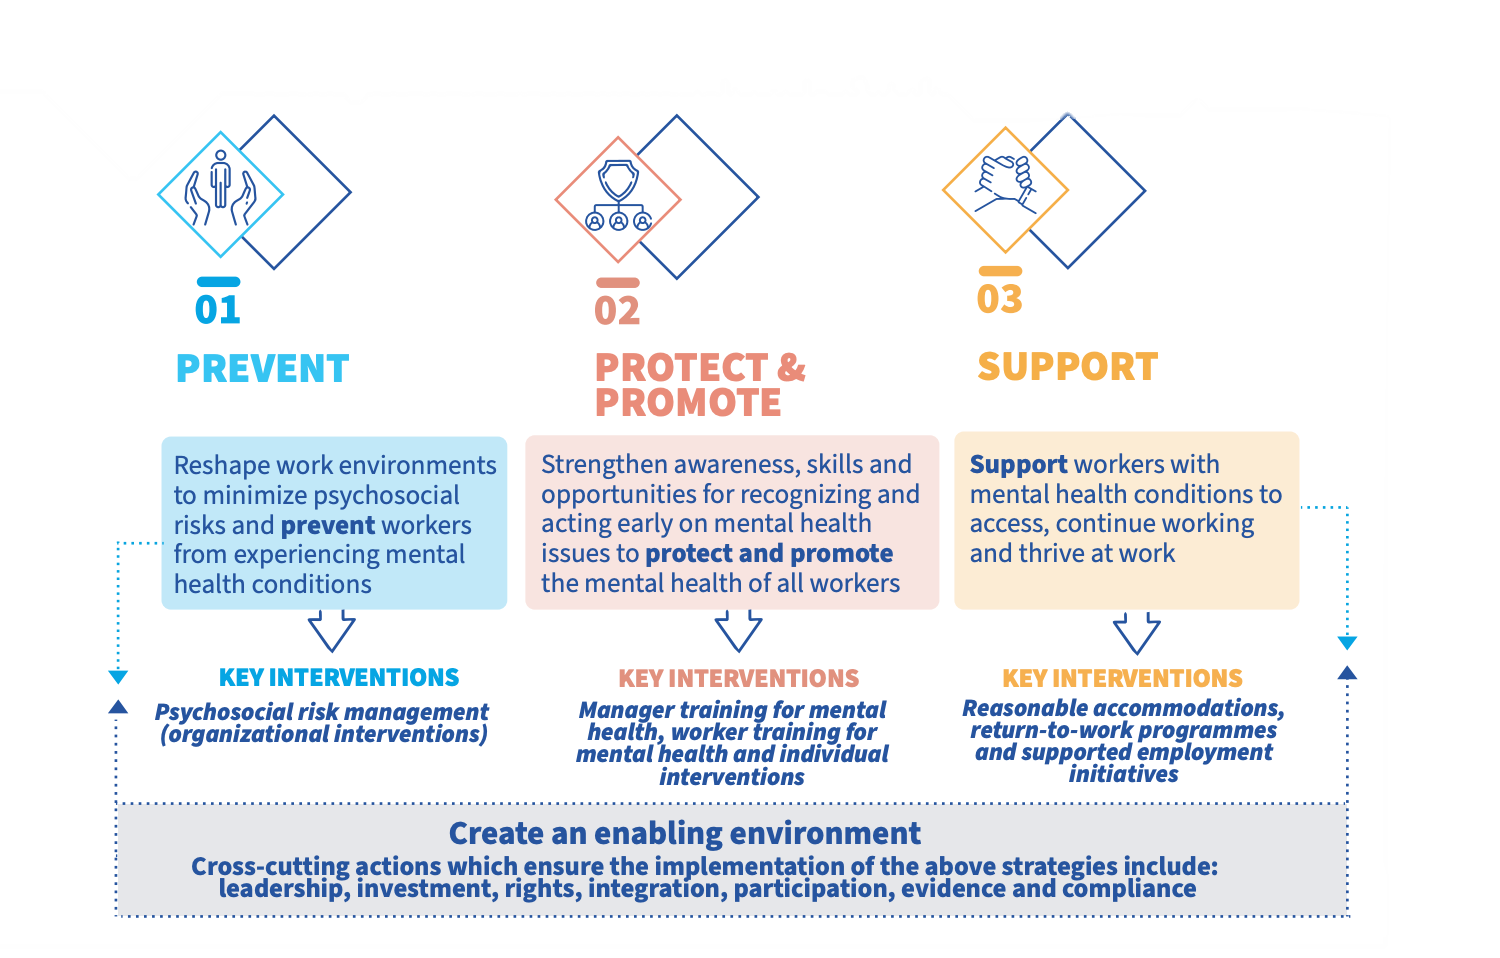 01
PREVENT
Reshape work environments
to minimize psychosocial
risks and prevent workers
from experiencing mental
health conditions
KEY INTERVENTIONS
Psychosocial risk management
(organizational interventions)
02
PROTECT &
PROMOTE
Strengthen awareness, skills and
opportunities for recognizing and
acting early on mental health
issues to protect and promote
the mental health of all workers
KEY INTERVENTIONS
Manager training for mental
health, worker training for
mental health and individual
interventions
03
SUPPORT
Support workers with
mental health conditions to
access, continue working
and thrive at work
KEY INTERVENTIONS
Reasonable accommodations,
return-to-work programmes
and supported employment
initiatives
Create an enabling environment
Cross-cutting actions which ensure the implementation of the above strategies include:
leadership, investment, rights, integration, participation, evidence and compliance